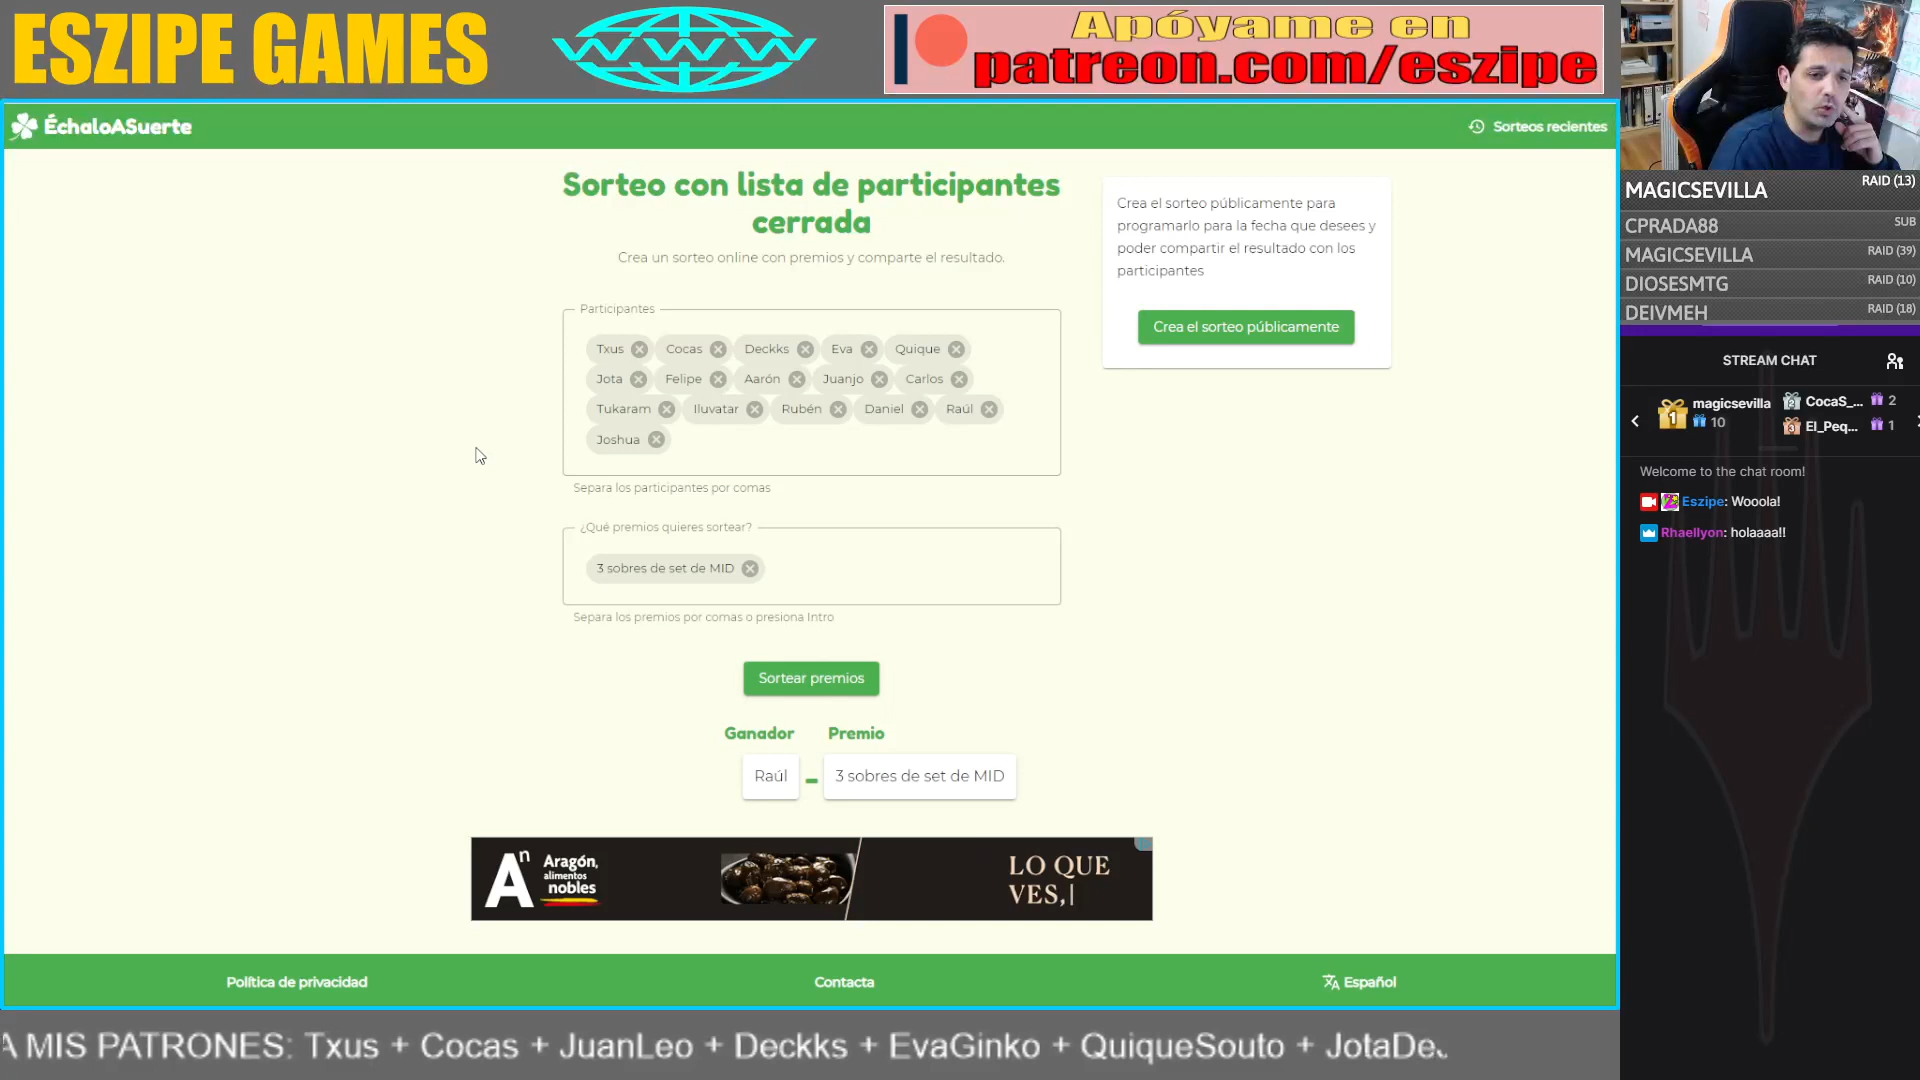 ESZIPE GAMES
WWW
Apóyame en
patreon.com/eszipe
ÉchaloASuerte
Sorteos recientes
Sorteo con lista de participantes
cerrada
Crea un sorteo online con premios y comparte el resultado.
Participantes
Txus
Cocas
Deckks
Eva
Quique
Jota
Felipe
Aarón
Juanjo
Carlos
Tukaram
Iluvatar
Rubén
Daniel
Raúl
Joshua
Separa los participantes por comas
¿Qué premios quieres sortear?
3 sobres de set de MID
Separa los premios por comas o presiona Intro
Sortear premios
Ganador
Premio
Raúl
-
3 sobres de set de MID
Crea el sorteo públicamente para
programarlo para la fecha que desees y
poder compartir el resultado con los
participantes
Crea el sorteo públicamente
An
Aragón,
alimentos
nobles
LO QUE
VES,|
Política de privacidad
Contacta
Español
A MIS PATRONES: Txus + Cocas + JuanLeo + Deckks + EvaGinko + QuiqueSouto + JotaDe
MAGICSEVILLA RAID (13)
CPRADA88 SUB
MAGICSEVILLA RAID (39)
DIOSESMTG RAID (10)
DEIVMEH RAID (18)
STREAM CHAT
1
magicsevilla
10
2
CocaS_...
2
3
El_Peq...
1
Welcome to the chat room!
Eszipe: Wooola!
Rhaellyon: holaaaa!!